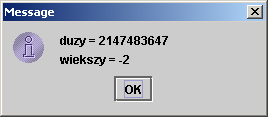 Message
duzy = 2147483647
wiekszy = -2
OK